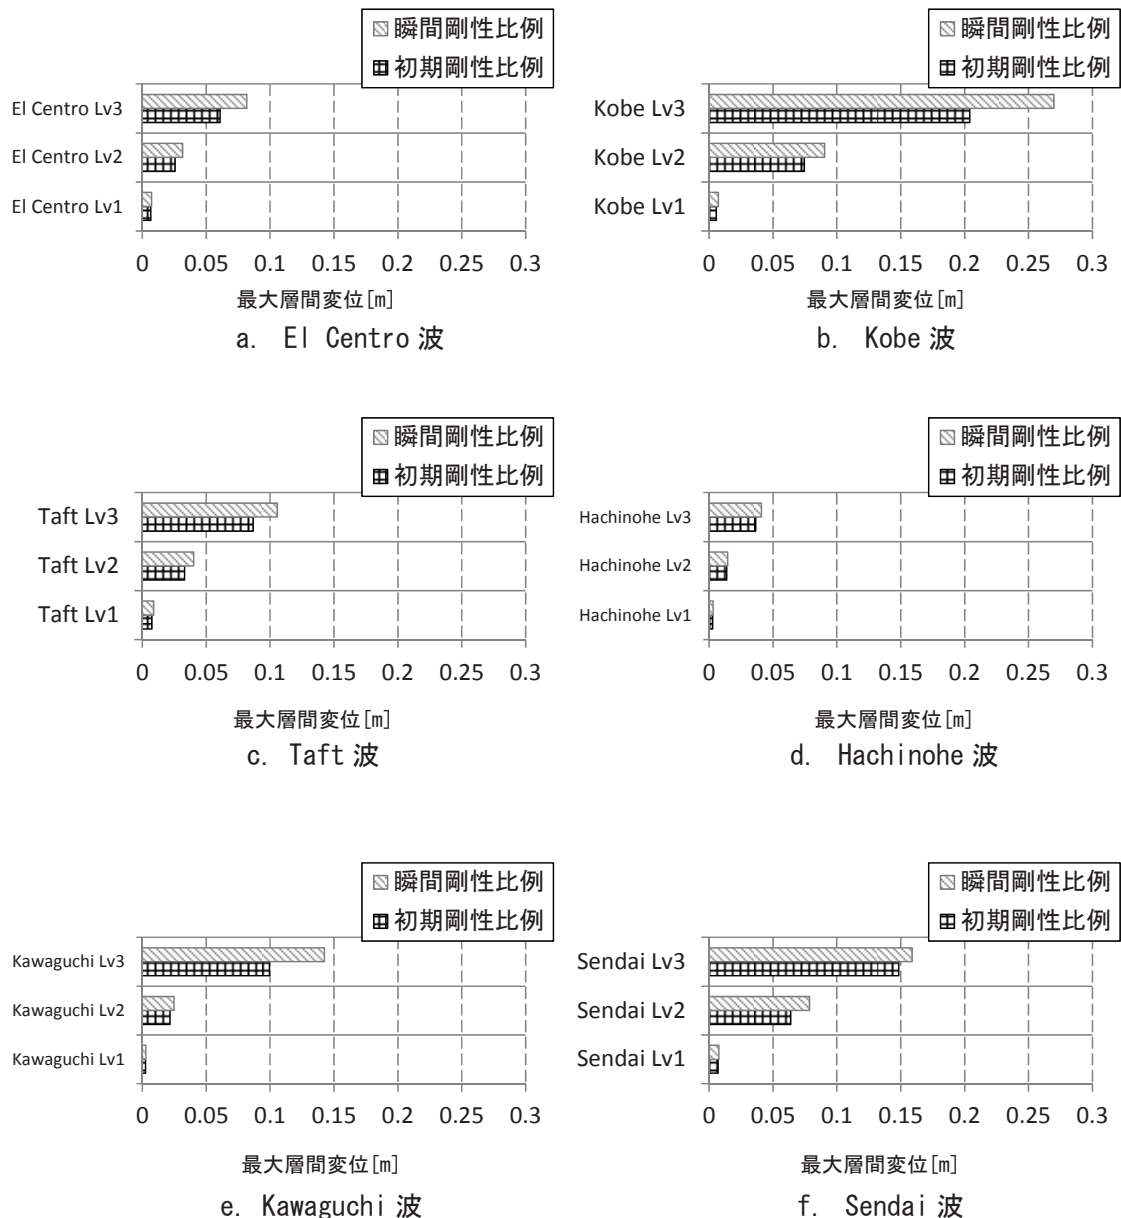 瞬間剛性比例
初期剛性比例
El Centro Lv3
El Centro Lv2
El Centro Lv1
0 0.05 0.1 0.15 0.2 0.25 0.3
最大層間変位[m]
a. El Centro 波
瞬間剛性比例
初期剛性比例
Kobe Lv3
Kobe Lv2
Kobe Lv1
0 0.05 0.1 0.15 0.2 0.25 0.3
最大層間変位[m]
b. Kobe 波
瞬間剛性比例
初期剛性比例
Taft Lv3
Taft Lv2
Taft Lv1
0 0.05 0.1 0.15 0.2 0.25 0.3
最大層間変位[m]
c. Taft 波
瞬間剛性比例
初期剛性比例
Hachinohe Lv3
Hachinohe Lv2
Hachinohe Lv1
0 0.05 0.1 0.15 0.2 0.25 0.3
最大層間変位[m]
d. Hachinohe 波
瞬間剛性比例
初期剛性比例
Kawaguchi Lv3
Kawaguchi Lv2
Kawaguchi Lv1
0 0.05 0.1 0.15 0.2 0.25 0.3
最大層間変位[m]
e. Kawaguchi 波
瞬間剛性比例
初期剛性比例
Sendai Lv3
Sendai Lv2
Sendai Lv1
0 0.05 0.1 0.15 0.2 0.25 0.3
最大層間変位[m]
f. Sendai 波